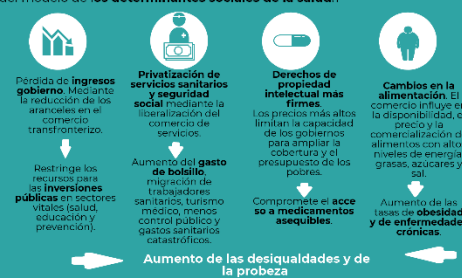 del modelo de los determinantes sociales de la salud.
Pérdida de ingresos
gobierno. Mediante
la reducción de los
aranceles en el
comercio
transfronterizo.
Restringe los
recursos para
las inversiones
públicas en sectores
vitales (salud,
educación y
prevención).
Privatización de
servicios sanitarios
y seguridad
social mediante la
liberalización del
comercio de
servicios.
Aumento del gasto
de bolsillo,
migración de
trabajadores
sanitarios, turismo
médico, menos
control público y
gastos sanitarios
catastróficos.
Derechos de
propiedad
intelectual más
firmes.
Los precios más altos
limitan la capacidad
de los gobiernos
para ampliar la
cobertura y el
presupuesto de los
pobres.
Compromete el acce
so a medicamentos
asequibles.
Cambios en la
alimentación. El
comercio influye en
la disponibilidad, el
precio y la
comercialización de
alimentos con altos
niveles de energía,
grasas, azúcares y
sal.
Aumento de las
tasas de obesidad
y de enfermedades
crónicas.
Aumento de las desigualdades y de
la probeza